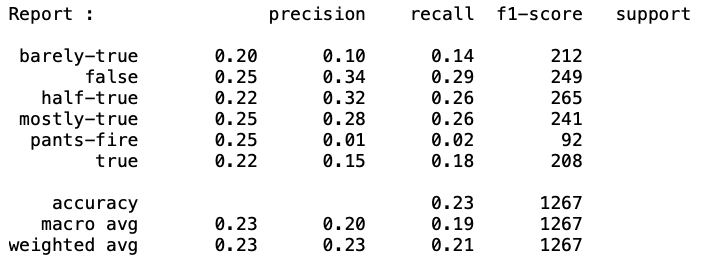 Report :                precision    recall  f1-score   support

 barely-true       0.20      0.10      0.14       212
       false       0.25      0.34      0.29       249
   half-true       0.22      0.32      0.26       265
 mostly-true       0.25      0.28      0.26       241
  pants-fire       0.25      0.01      0.02        92
        true       0.22      0.15      0.18       208

    accuracy                           0.23      1267
   macro avg       0.23      0.20      0.19      1267
weighted avg       0.23      0.23      0.21      1267